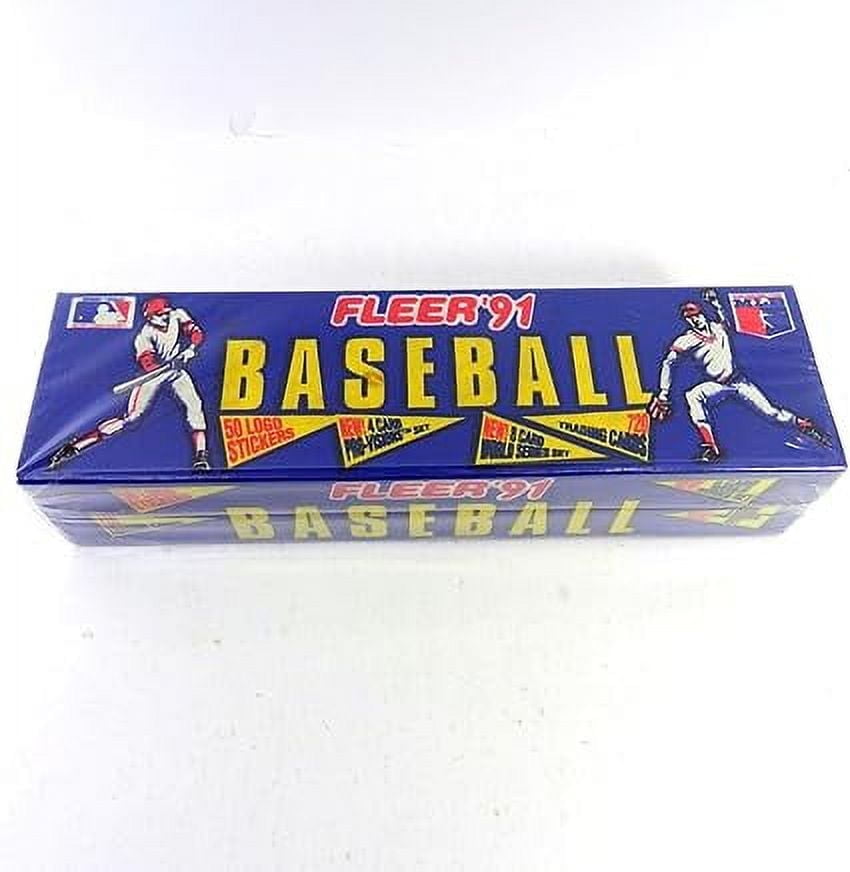 FLEER '91
BASEBALL
50 LOGO
STICKERS
NEW! 4 CARD
PRO-VISIONS™ SET
NEW! 8 CARD
WORLD SERIES SET
720
TRADING CARDS
FLEER '91
BASEBALL